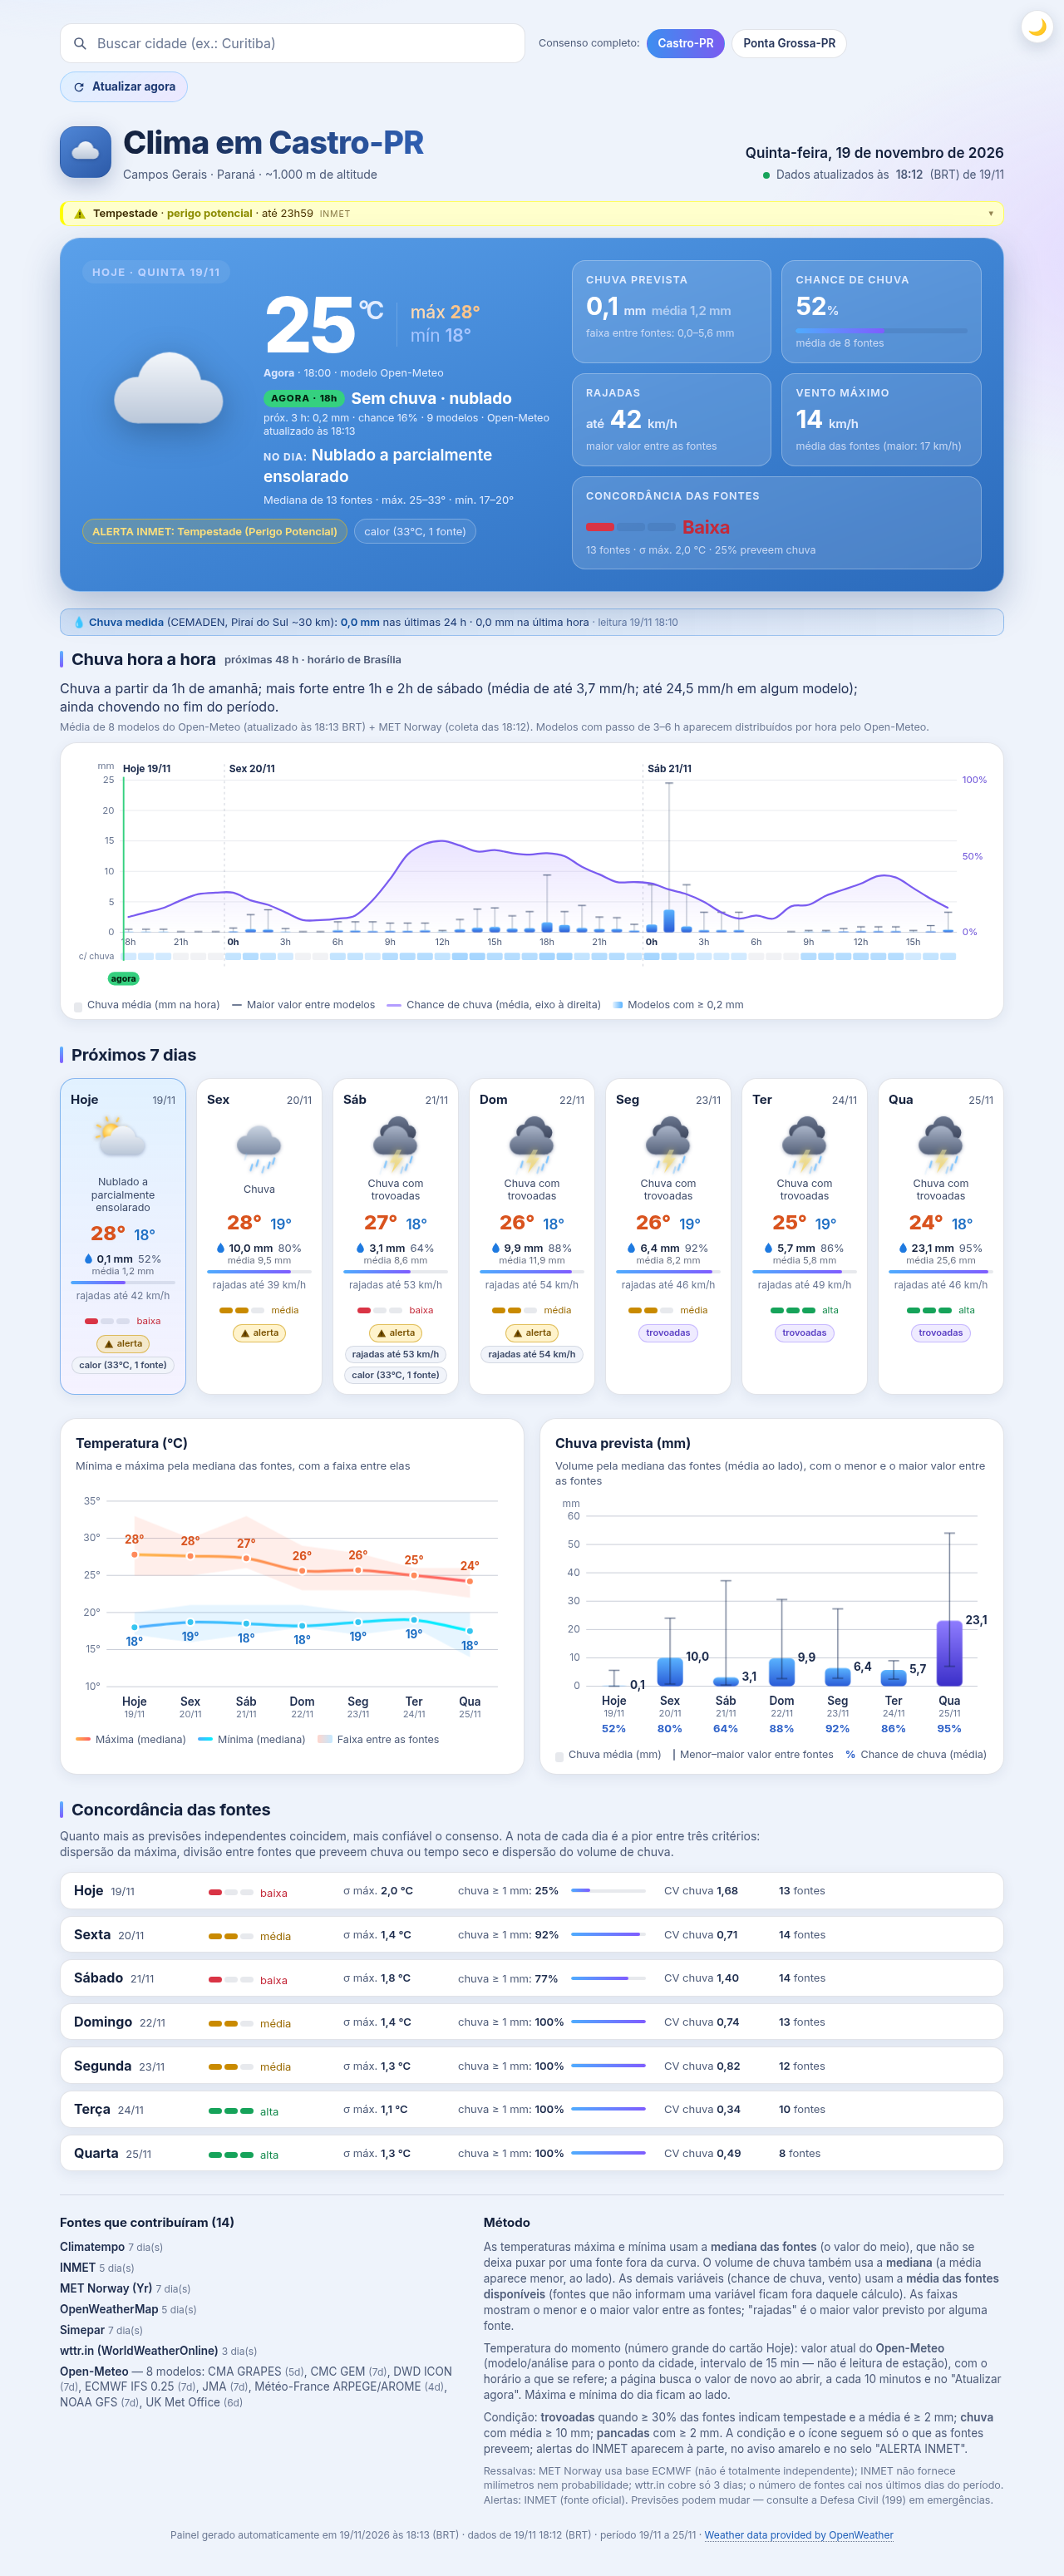 Buscar cidade (ex.: Curitiba)
Consenso completo: Castro-PR Ponta Grossa-PR
Atualizar agora
Clima em Castro-PR
Campos Gerais · Paraná · ~1.000 m de altitude
Quinta-feira, 19 de novembro de 2026
Dados atualizados às 18:12 (BRT) de 19/11
Tempestade · perigo potencial · até 23h59 INMET
HOJE · QUINTA 19/11
25°C
máx 28°
mín 18°
Agora · 18:00 · modelo Open-Meteo
AGORA · 18h Sem chuva · nublado
próx. 3 h: 0,2 mm · chance 16% · 9 modelos · Open-Meteo
atualizado às 18:13
NO DIA: Nublado a parcialmente
ensolarado
Mediana de 13 fontes · máx. 25–33° · mín. 17–20°
ALERTA INMET: Tempestade (Perigo Potencial) calor (33°C, 1 fonte)
CHUVA PREVISTA
0,1 mm média 1,2 mm
faixa entre fontes: 0,0–5,6 mm
CHANCE DE CHUVA
52%
média de 8 fontes
RAJADAS
até 42 km/h
maior valor entre as fontes
VENTO MÁXIMO
14 km/h
média das fontes (maior: 17 km/h)
CONCORDÂNCIA DAS FONTES
Baixa
13 fontes · σ máx. 2,0 °C · 25% preveem chuva
Chuva medida (CEMADEN, Piraí do Sul ~30 km): 0,0 mm nas últimas 24 h · 0,0 mm na última hora · leitura 19/11 18:10
Chuva hora a hora próximas 48 h · horário de Brasília
Chuva a partir da 1h de amanhã; mais forte entre 1h e 2h de sábado (média de até 3,7 mm/h; até 24,5 mm/h em algum modelo);
ainda chovendo no fim do período.
Média de 8 modelos do Open-Meteo (atualizado às 18:13 BRT) + MET Norway (coleta das 18:12). Modelos com passo de 3–6 h aparecem distribuídos por hora pelo Open-Meteo.
mm Hoje 19/11 Sex 20/11 Sáb 21/11
25 100%
20
15
50%
10
5
0 0%
18h 21h 0h 3h 6h 9h 12h 15h 18h 21h 0h 3h 6h 9h 12h 15h
c/ chuva
agora
Chuva média (mm na hora) Maior valor entre modelos Chance de chuva (média, eixo à direita) Modelos com ≥ 0,2 mm
Próximos 7 dias
Hoje 19/11
Nublado a
parcialmente
ensolarado
28° 18°
0,1 mm 52%
média 1,2 mm
rajadas até 42 km/h
baixa
alerta
calor (33°C, 1 fonte)
Sex 20/11
Chuva
28° 19°
10,0 mm 80%
média 9,5 mm
rajadas até 39 km/h
média
alerta
Sáb 21/11
Chuva com
trovoadas
27° 18°
3,1 mm 64%
média 8,6 mm
rajadas até 53 km/h
baixa
alerta
rajadas até 53 km/h
calor (33°C, 1 fonte)
Dom 22/11
Chuva com
trovoadas
26° 18°
9,9 mm 88%
média 11,9 mm
rajadas até 54 km/h
média
alerta
rajadas até 54 km/h
Seg 23/11
Chuva com
trovoadas
26° 19°
6,4 mm 92%
média 8,2 mm
rajadas até 46 km/h
média
trovoadas
Ter 24/11
Chuva com
trovoadas
25° 19°
5,7 mm 86%
média 5,8 mm
rajadas até 49 km/h
alta
trovoadas
Qua 25/11
Chuva com
trovoadas
24° 18°
23,1 mm 95%
média 25,6 mm
rajadas até 46 km/h
alta
trovoadas
Temperatura (°C)
Mínima e máxima pela mediana das fontes, com a faixa entre elas
35°
30°
25°
20°
15°
10°
28° 28° 27° 26° 26° 25° 24°
18° 19° 18° 18° 19° 19° 18°
Hoje Sex Sáb Dom Seg Ter Qua
19/11 20/11 21/11 22/11 23/11 24/11 25/11
Máxima (mediana) Mínima (mediana) Faixa entre as fontes
Chuva prevista (mm)
Volume pela mediana das fontes (média ao lado), com o menor e o maior valor entre
as fontes
mm
60
50
40
30
20
10
0
0,1 10,0 3,1 9,9 6,4 5,7 23,1
Hoje Sex Sáb Dom Seg Ter Qua
19/11 20/11 21/11 22/11 23/11 24/11 25/11
52% 80% 64% 88% 92% 86% 95%
Chuva média (mm) Menor–maior valor entre fontes % Chance de chuva (média)
Concordância das fontes
Quanto mais as previsões independentes coincidem, mais confiável o consenso. A nota de cada dia é a pior entre três critérios:
dispersão da máxima, divisão entre fontes que preveem chuva ou tempo seco e dispersão do volume de chuva.
Hoje 19/11 baixa σ máx. 2,0 °C chuva ≥ 1 mm: 25% CV chuva 1,68 13 fontes
Sexta 20/11 média σ máx. 1,4 °C chuva ≥ 1 mm: 92% CV chuva 0,71 14 fontes
Sábado 21/11 baixa σ máx. 1,8 °C chuva ≥ 1 mm: 77% CV chuva 1,40 14 fontes
Domingo 22/11 média σ máx. 1,4 °C chuva ≥ 1 mm: 100% CV chuva 0,74 13 fontes
Segunda 23/11 média σ máx. 1,3 °C chuva ≥ 1 mm: 100% CV chuva 0,82 12 fontes
Terça 24/11 alta σ máx. 1,1 °C chuva ≥ 1 mm: 100% CV chuva 0,34 10 fontes
Quarta 25/11 alta σ máx. 1,3 °C chuva ≥ 1 mm: 100% CV chuva 0,49 8 fontes
Fontes que contribuíram (14)
Climatempo 7 dia(s)
INMET 5 dia(s)
MET Norway (Yr) 7 dia(s)
OpenWeatherMap 5 dia(s)
Simepar 7 dia(s)
wttr.in (WorldWeatherOnline) 3 dia(s)
Open-Meteo — 8 modelos: CMA GRAPES (5d), CMC GEM (7d), DWD ICON
(7d), ECMWF IFS 0.25 (7d), JMA (7d), Météo-France ARPEGE/AROME (4d),
NOAA GFS (7d), UK Met Office (6d)
Método
As temperaturas máxima e mínima usam a mediana das fontes (o valor do meio), que não se
deixa puxar por uma fonte fora da curva. O volume de chuva também usa a mediana (a média
aparece menor, ao lado). As demais variáveis (chance de chuva, vento) usam a média das fontes
disponíveis (fontes que não informam uma variável ficam fora daquele cálculo). As faixas
mostram o menor e o maior valor entre as fontes; "rajadas" é o maior valor previsto por alguma
fonte.
Temperatura do momento (número grande do cartão Hoje): valor atual do Open-Meteo
(modelo/análise para o ponto da cidade, intervalo de 15 min — não é leitura de estação), com o
horário a que se refere; a página busca o valor de novo ao abrir, a cada 10 minutos e no "Atualizar
agora". Máxima e mínima do dia ficam ao lado.
Condição: trovoadas quando ≥ 30% das fontes indicam tempestade e a média é ≥ 2 mm; chuva
com média ≥ 10 mm; pancadas com ≥ 2 mm. A condição e o ícone seguem só o que as fontes
preveem; alertas do INMET aparecem à parte, no aviso amarelo e no selo "ALERTA INMET".
Ressalvas: MET Norway usa base ECMWF (não é totalmente independente); INMET não fornece
milímetros nem probabilidade; wttr.in cobre só 3 dias; o número de fontes cai nos últimos dias do período.
Alertas: INMET (fonte oficial). Previsões podem mudar — consulte a Defesa Civil (199) em emergências.
Painel gerado automaticamente em 19/11/2026 às 18:13 (BRT) · dados de 19/11 18:12 (BRT) · período 19/11 a 25/11 · Weather data provided by OpenWeather